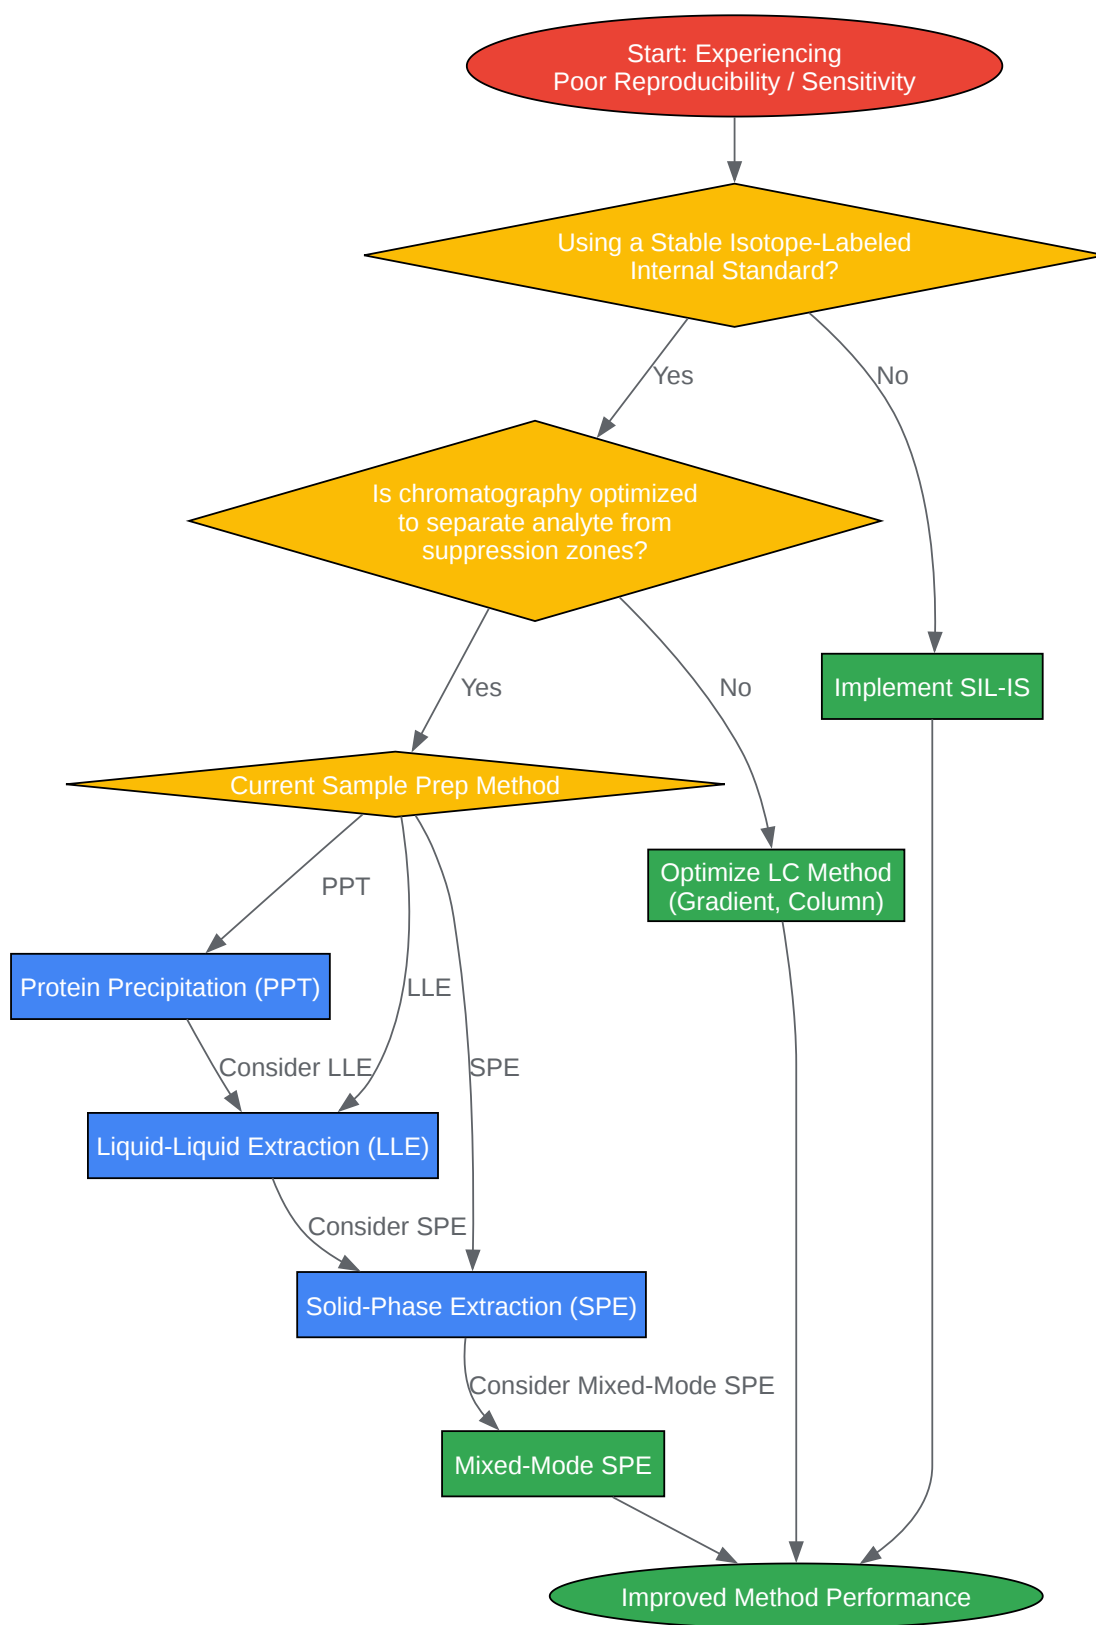 Start: Experiencing
Poor Reproducibility / Sensitivity
Using a Stable Isotope-Labeled
Internal Standard?
Yes
No
Is chromatography optimized
to separate analyte from
suppression zones?
Yes
No
Implement SIL-IS
Current Sample Prep Method
Optimize LC Method
(Gradient, Column)
PPT
LLE
SPE
Protein Precipitation (PPT)
Consider LLE
Liquid-Liquid Extraction (LLE)
Consider SPE
Solid-Phase Extraction (SPE)
Consider Mixed-Mode SPE
Mixed-Mode SPE
Improved Method Performance